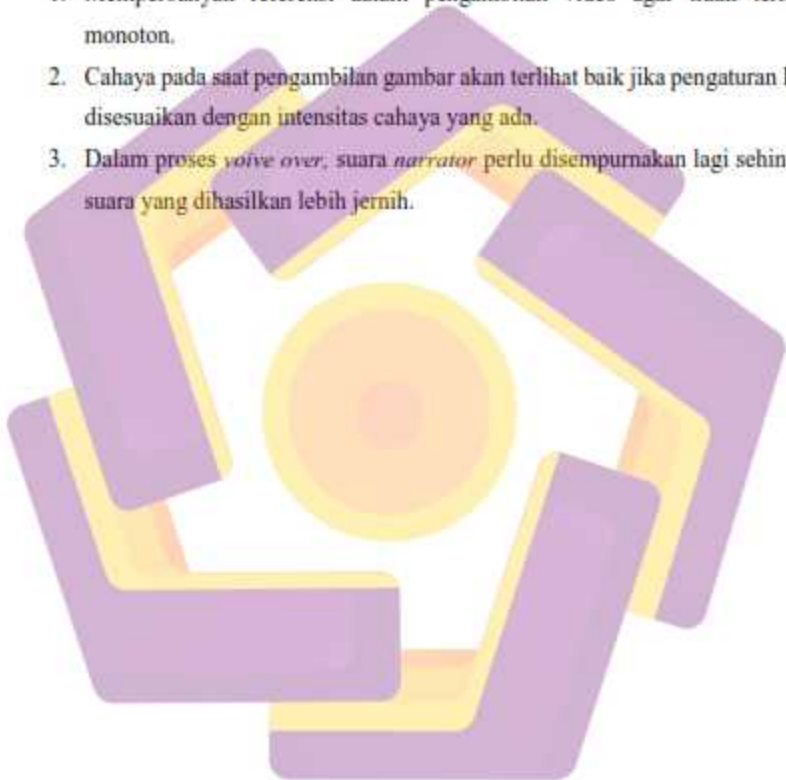 monoton.
2. Cahaya pada saat pengambilan gambar akan terlihat baik jika pengaturan
disesuaikan dengan intensitas cahaya yang ada.
3. Dalam proses voive over, suara narrator perlu disempurnakan lagi
suara yang dihasilkan lebih jernih.